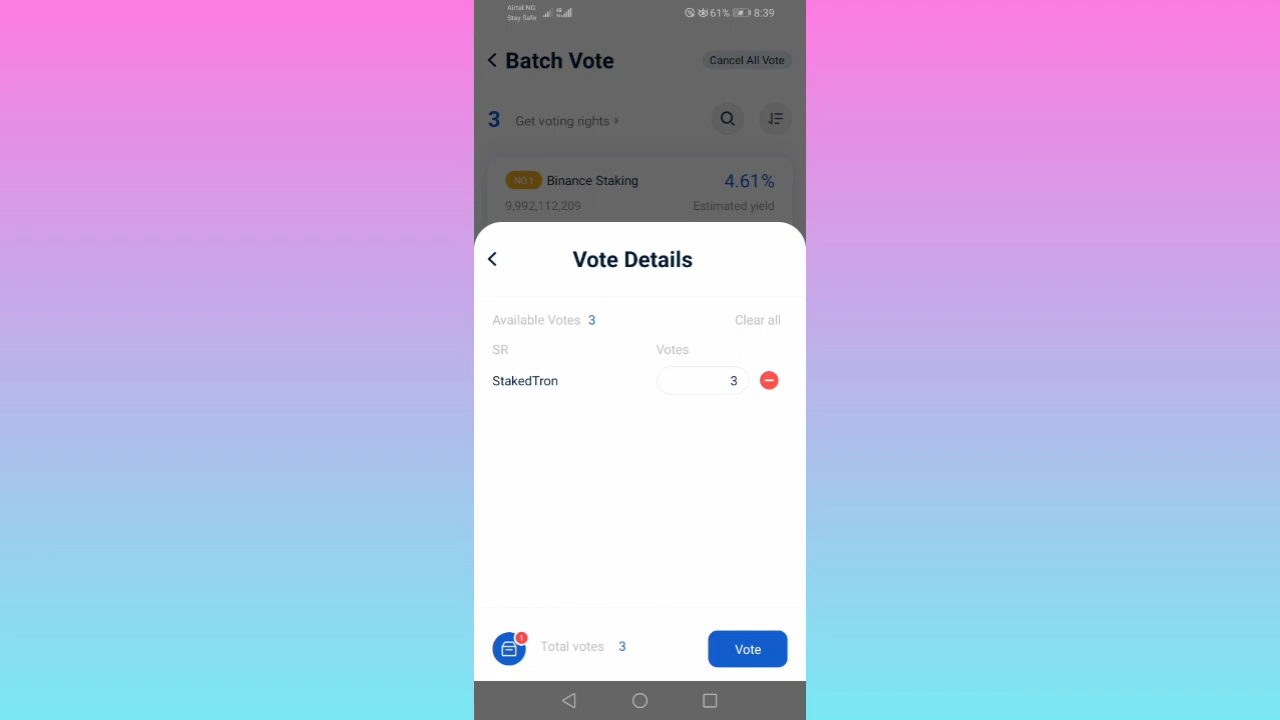 Airtel NG
Stay Safe
61% 8:39
Batch Vote
Cancel All Vote
3 Get voting rights
NO.1 Binance Staking 4.61%
9,992,112,209 Estimated yield
Vote Details
Available Votes 3 Clear all
SR Votes
StakedTron 3
1
Total votes 3 Vote